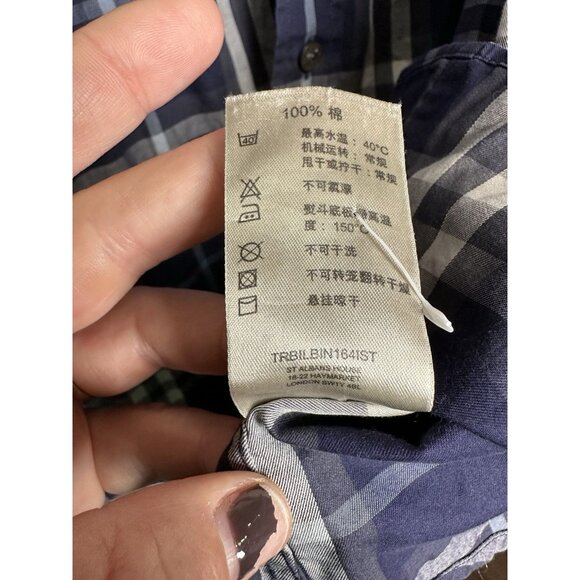 100% 棉
40
最高水温：40°C
机械运转：常规
甩干或拧干：常规
不可氯漂
熨斗底板最高温
度：150°C
不可干洗
不可转笼翻转干燥
悬挂晾干
TRBILBIN164IST
ST ALBANS HOUSE
16-22 HAYMARKET
LONDON SW1Y 4BL